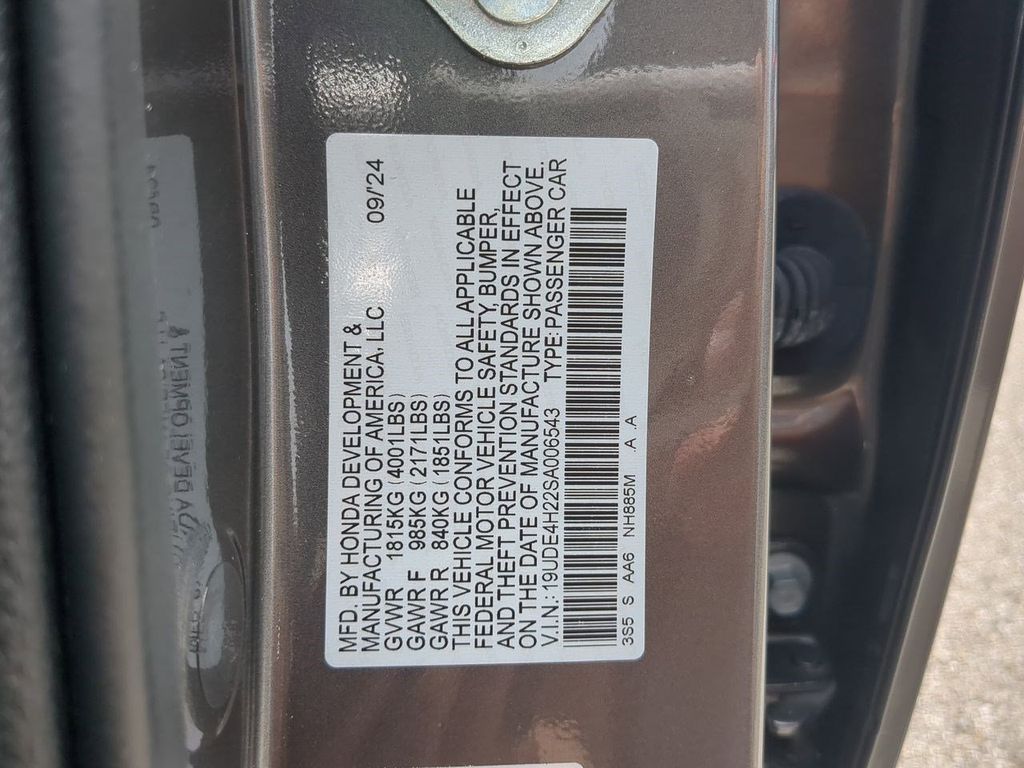 MFD. BY HONDA DEVELOPMENT &
MANUFACTURING OF AMERICA, LLC 09/'24
GVWR 1815KG (4001LBS)
GAWR F 985KG (2171LBS)
GAWR R 840KG (1851LBS)
THIS VEHICLE CONFORMS TO ALL APPLICABLE
FEDERAL MOTOR VEHICLE SAFETY, BUMPER,
AND THEFT PREVENTION STANDARDS IN EFFECT
ON THE DATE OF MANUFACTURE SHOWN ABOVE.
V.I.N.: 19UDE4H22SA006543 TYPE: PASSENGER CAR
3S5 S AA6 NH885M A A